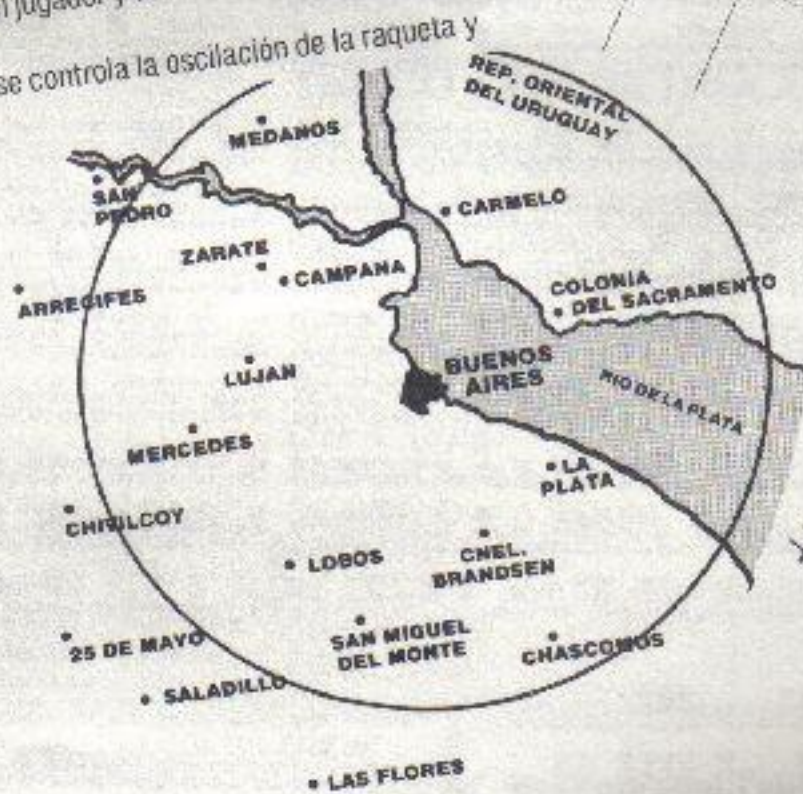 jugador y
se controla la oscilación de la raqueta y
REP. ORIENTAL
DEL URUGUAY
MEDANOS
SAN
PEDRO
CARMELO
ZARATE
CAMPANA
ARRECIFES
COLONIA
DEL SACRAMENTO
LUJAN
BUENOS
AIRES
RIO DE LA PLATA
MERCEDES
LA
PLATA
CHIVILCOY
LOBOS
CNEL.
BRANDSEN
25 DE MAYO
SAN MIGUEL
DEL MONTE
CHASCOMUS
SALADILLO
LAS FLORES